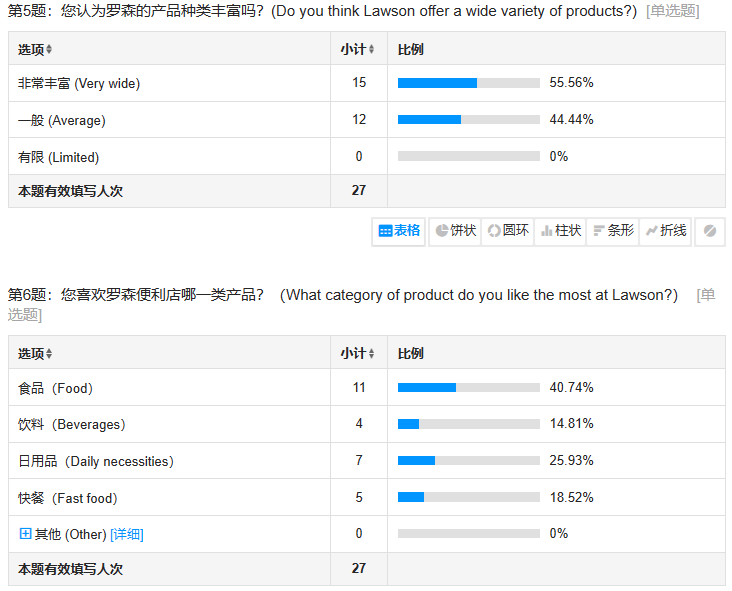 第5题：您认为罗森的产品种类丰富吗？(Do you think Lawson offer a wide variety of products?) [单选题]
选项 小计 比例
非常丰富 (Very wide) 15 55.56%
一般 (Average) 12 44.44%
有限 (Limited) 0 0%
本题有效填写人次 27
表格 饼状 圆环 柱状 条形 折线
第6题：您喜欢罗森便利店哪一类产品？ （What category of product do you like the most at Lawson?） [单
选题]
选项 小计 比例
食品（Food） 11 40.74%
饮料（Beverages） 4 14.81%
日用品（Daily necessities） 7 25.93%
快餐（Fast food） 5 18.52%
其他 (Other) [详细] 0 0%
本题有效填写人次 27